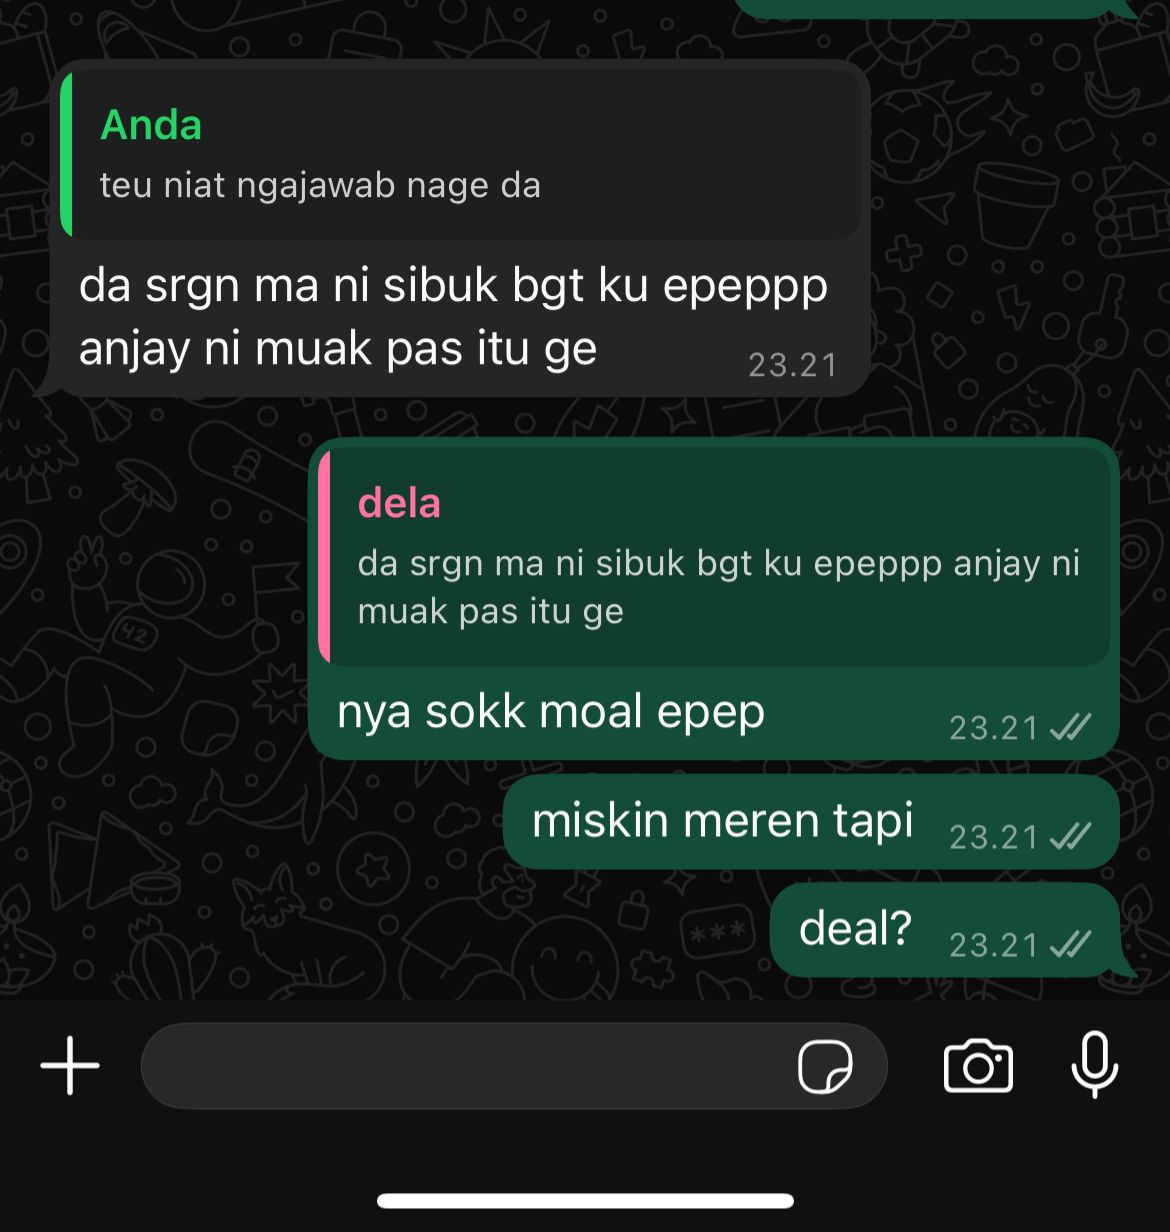 Anda
teu niat ngajawab nage da
da srgn ma ni sibuk bgt ku epeppp
anjay ni muak pas itu ge
23.21
dela
da srgn ma ni sibuk bgt ku epeppp anjay ni
muak pas itu ge
nya sokk moal epep
23.21
miskin meren tapi
23.21
deal?
23.21